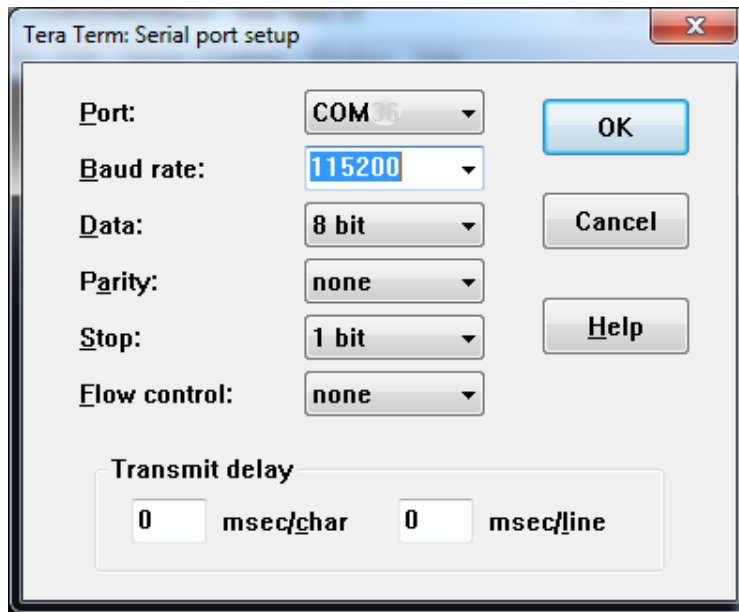 Tera Term: Serial port setup
Port: COM
OK
Baud rate: 115200
Data: 8 bit
Cancel
Parity: none
Stop: 1 bit
Help
Flow control: none
Transmit delay
0 msec/char 0 msec/line